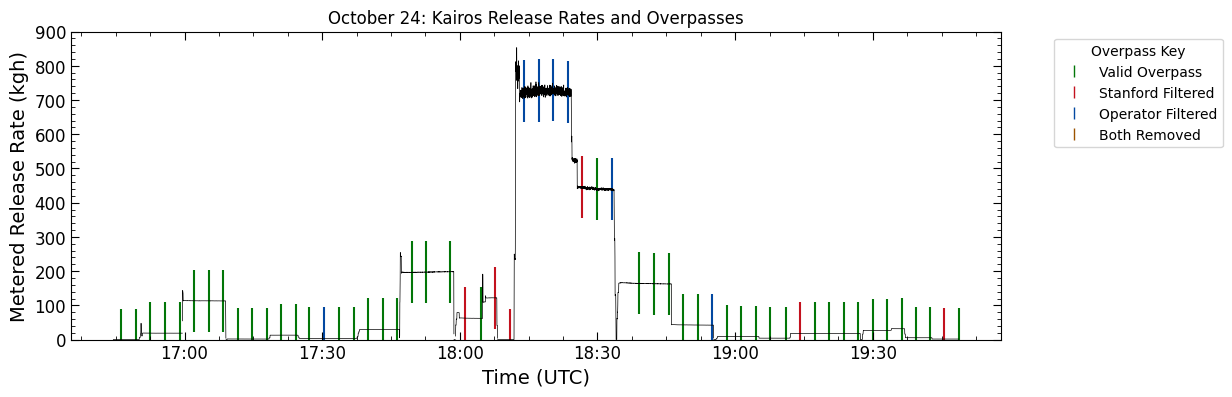 October 24: Kairos Release Rates and Overpasses
Metered Release Rate (kgh)
900
800
700
600
500
400
300
200
100
0
17:00
17:30
18:00
18:30
19:00
19:30
Time (UTC)
Overpass Key
Valid Overpass
Stanford Filtered
Operator Filtered
Both Removed